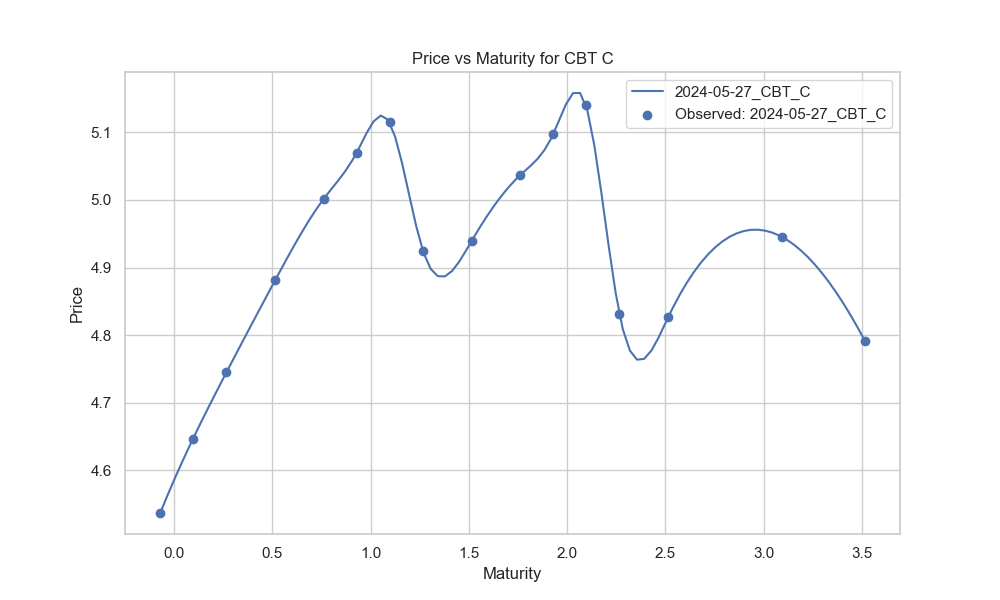 Price vs Maturity for CBT C
2024-05-27_CBT_C
Observed: 2024-05-27_CBT_C
5.1
5.0
4.9
4.8
4.7
4.6
Price
0.0 0.5 1.0 1.5 2.0 2.5 3.0 3.5
Maturity